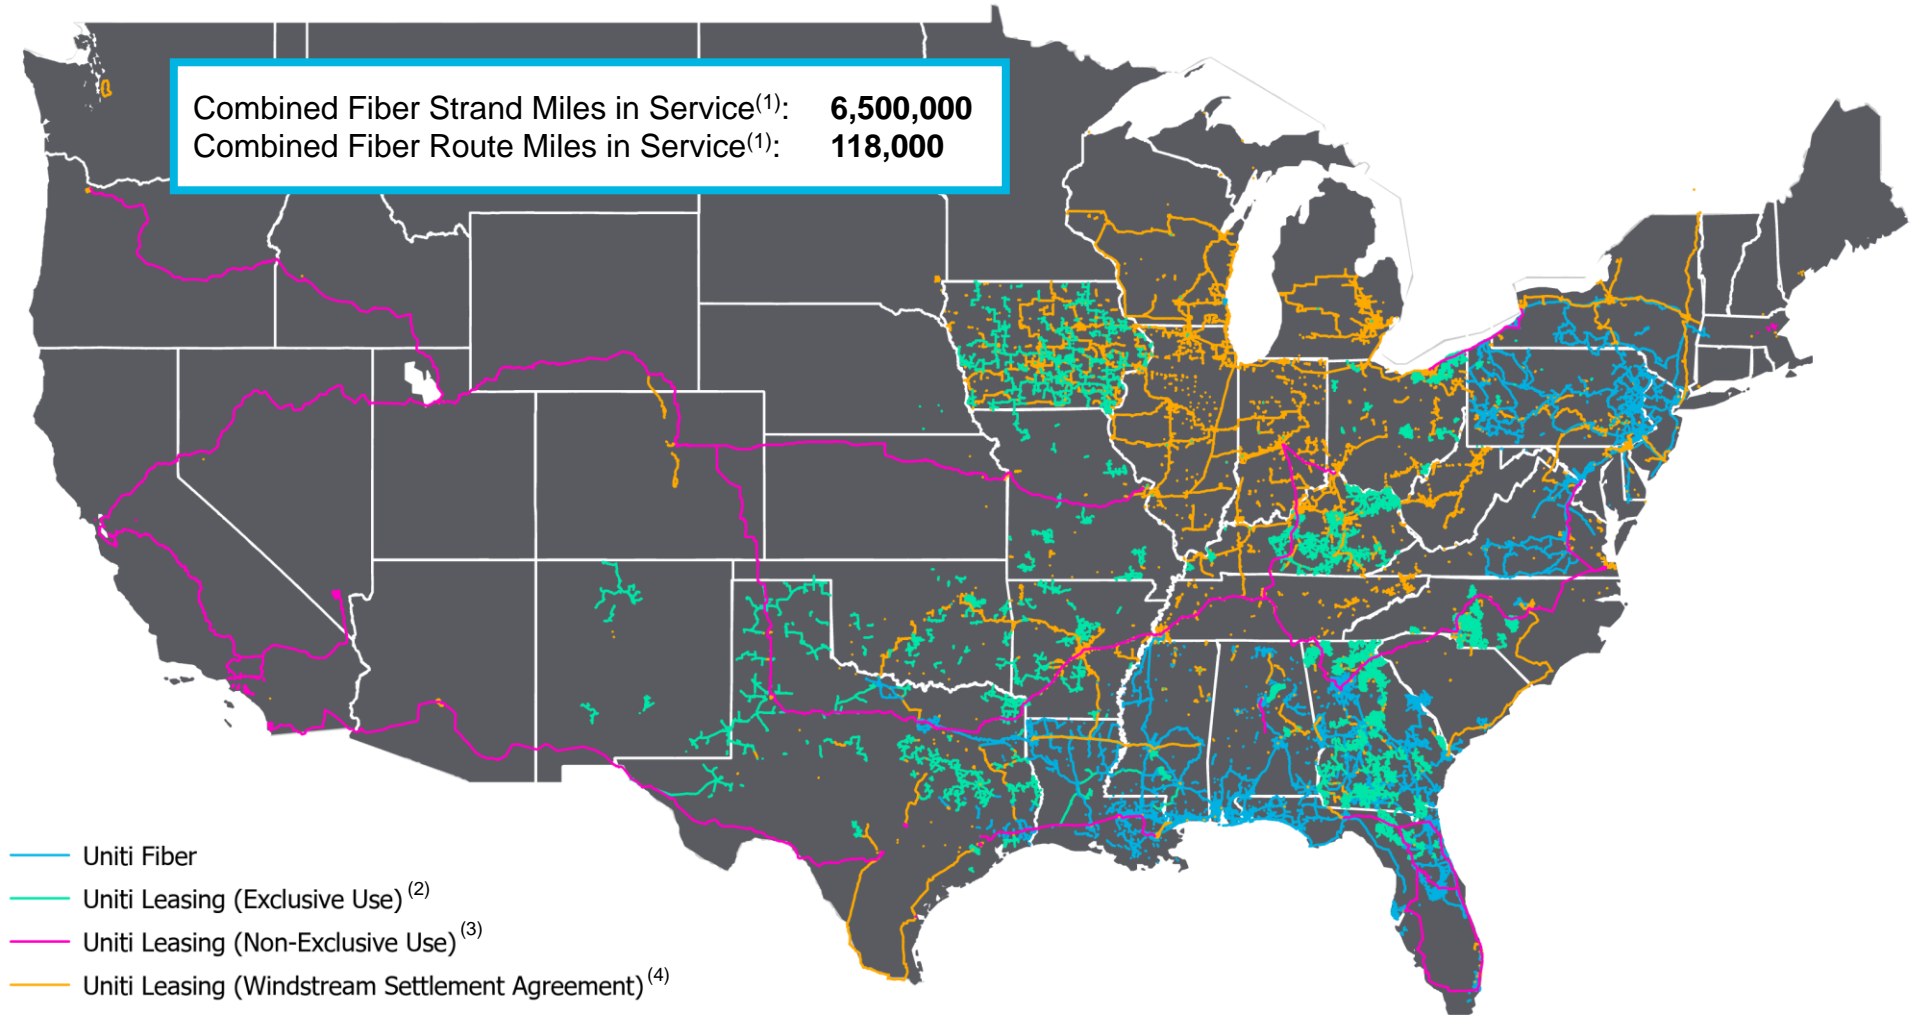 Combined Fiber Strand Miles in Service(1): 6,500,000
Combined Fiber Route Miles in Service(1): 118,000
Uniti Fiber
Uniti Leasing (Exclusive Use) (2)
Uniti Leasing (Non-Exclusive Use) (3)
Uniti Leasing (Windstream Settlement Agreement) (4)